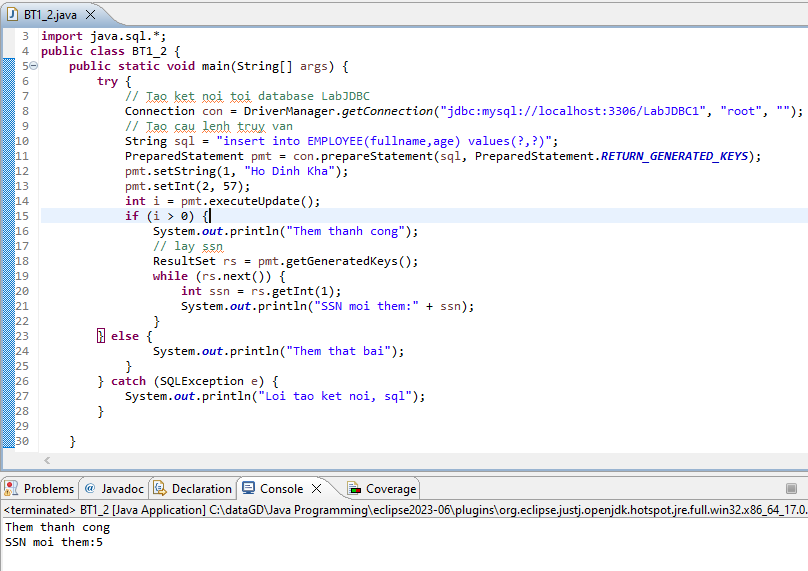 BT1_2.java
3 import java.sql.*;
4 public class BT1_2 {
5 public static void main(String[] args) {
6 try {
7 // Tao ket noi toi database LabJDBC
8 Connection con = DriverManager.getConnection("jdbc:mysql://localhost:3306/LabJDBC1", "root", "");
9 // Tao cau lenh truy van
10 String sql = "insert into EMPLOYEE(fullname,age) values(?,?)";
11 PreparedStatement pmt = con.prepareStatement(sql, PreparedStatement.RETURN_GENERATED_KEYS);
12 pmt.setString(1, "Ho Dinh Kha");
13 pmt.setInt(2, 57);
14 int i = pmt.executeUpdate();
15 if (i > 0) {
16 System.out.println("Them thanh cong");
17 // lay ssn
18 ResultSet rs = pmt.getGeneratedKeys();
19 while (rs.next()) {
20 int ssn = rs.getInt(1);
21 System.out.println("SSN moi them:" + ssn);
22 }
23 } else {
24 System.out.println("Them that bai");
25 }
26 } catch (SQLException e) {
27 System.out.println("Loi tao ket noi, sql");
28 }
29
30 }
Problems @ Javadoc Declaration Console Coverage
<terminated> BT1_2 [Java Application] C:\dataGD\Java Programming\eclipse2023-06\plugins\org.eclipse.justj.openjdk.hotspot.jre.full.win32.x86_64_17.0.
Them thanh cong
SSN moi them:5